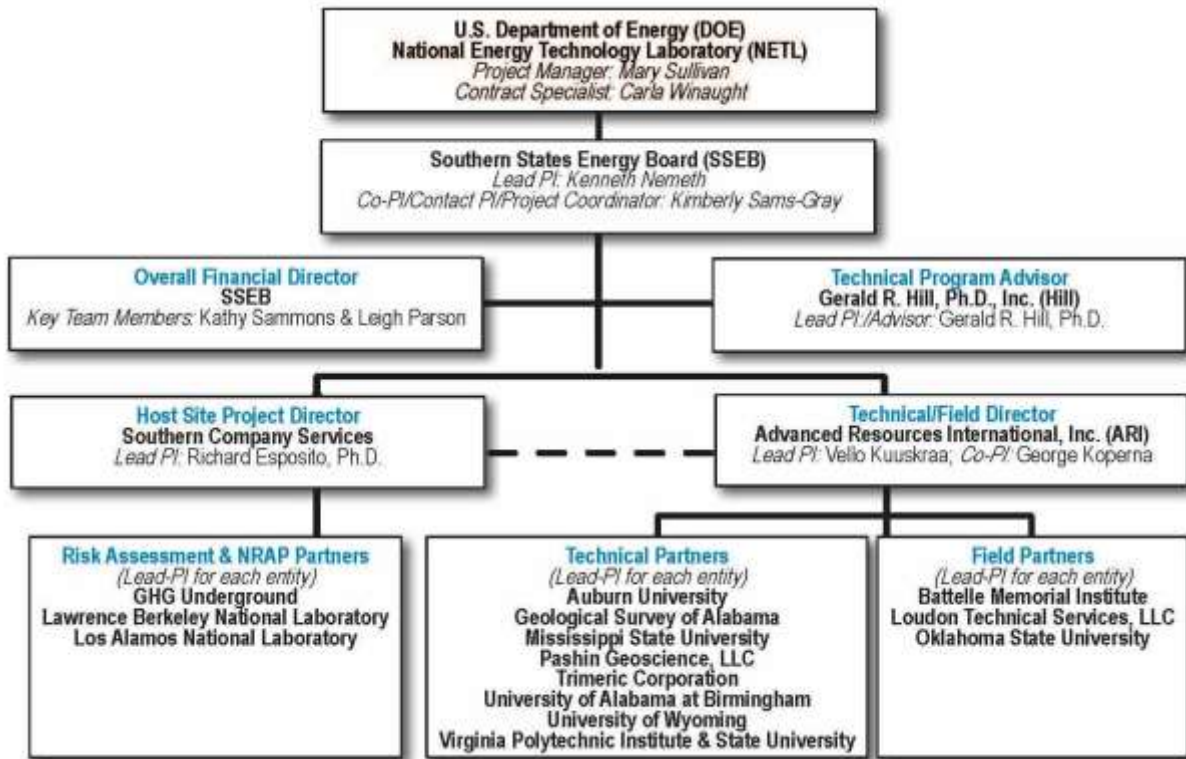 U.S. Department of Energy (DOE)
National Energy Technology Laboratory (NETL)
Project Manager: Mary Sullivan
Contract Specialist: Carla Winaught
Southern States Energy Board (SSEB)
Lead PI: Kenneth Nemeth
Co-PI/Contact PI/Project Coordinator: Kimberly Sams-Gray
Overall Financial Director
SSEB
Key Team Members: Kathy Sammons & Leigh Parson
Technical Program Advisor
Gerald R. Hill, Ph.D., Inc. (Hill)
Lead PI:/Advisor: Gerald R. Hill, Ph.D.
Host Site Project Director
Southern Company Services
Lead PI: Richard Esposito, Ph.D.
Technical/Field Director
Advanced Resources International, Inc. (ARI)
Lead PI: Vello Kuuskraa; Co-PI: George Koperna
Risk Assessment & NRAP Partners
(Lead-PI for each entity)
GHG Underground
Lawrence Berkeley National Laboratory
Los Alamos National Laboratory
Technical Partners
(Lead-PI for each entity)
Auburn University
Geological Survey of Alabama
Mississippi State University
Pashin Geoscience, LLC
Trimeric Corporation
University of Alabama at Birmingham
University of Wyoming
Virginia Polytechnic Institute & State University
Field Partners
(Lead-PI for each entity)
Battelle Memorial Institute
Loudon Technical Services, LLC
Oklahoma State University